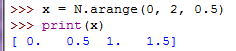 >>> x = N.arange(0, 2, 0.5)
>>> print(x)
[ 0.   0.5  1.   1.5]